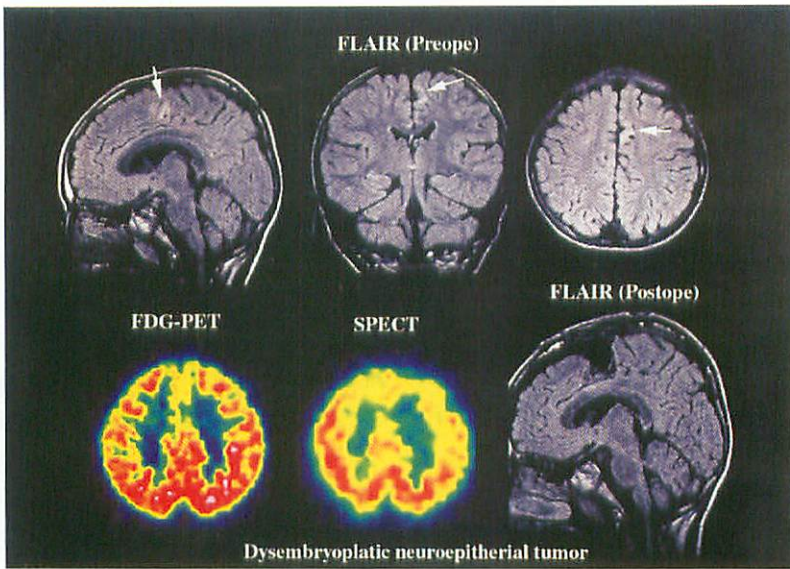 FLAIR (Preope)
FLAIR (Postope)
FDG-PET
SPECT
Dysembryoplatic neuroepitherial tumor